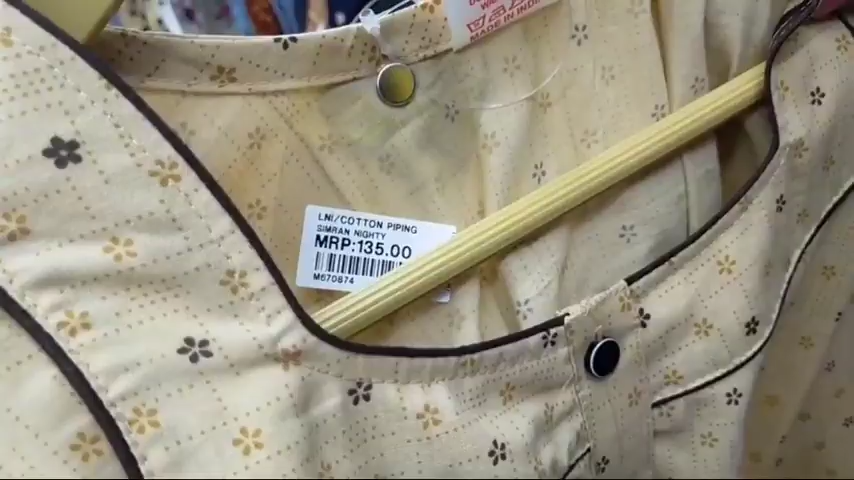 MADE IN INDIA
LNI/COTTON PIPING
SIMRAN NIGHTY
MRP:135.00
M670874